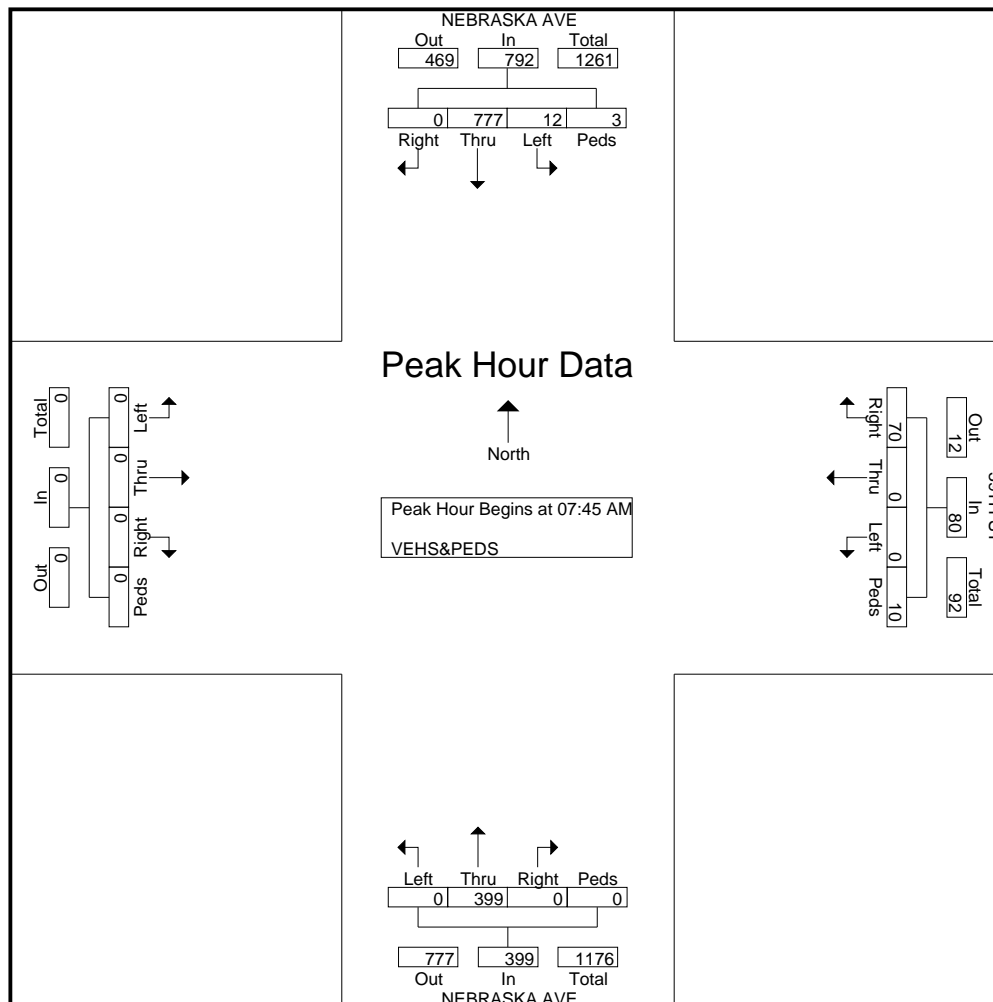 NEBRASKA AVE
Out In Total
469 792 1261
0 777 12 3
Right Thru Left Peds
Peak Hour Data
North
Peak Hour Begins at 07:45 AM
VEHS&PEDS
Total In Out
0 0 0
0 0 0 0
Left Thru Right Peds
Out In Total
12 80 92
70 0 0 10
Right Thru Left Peds
Left Thru Right Peds
0 399 0 0
777 399 1176
Out In Total
NEBRASKA AVE